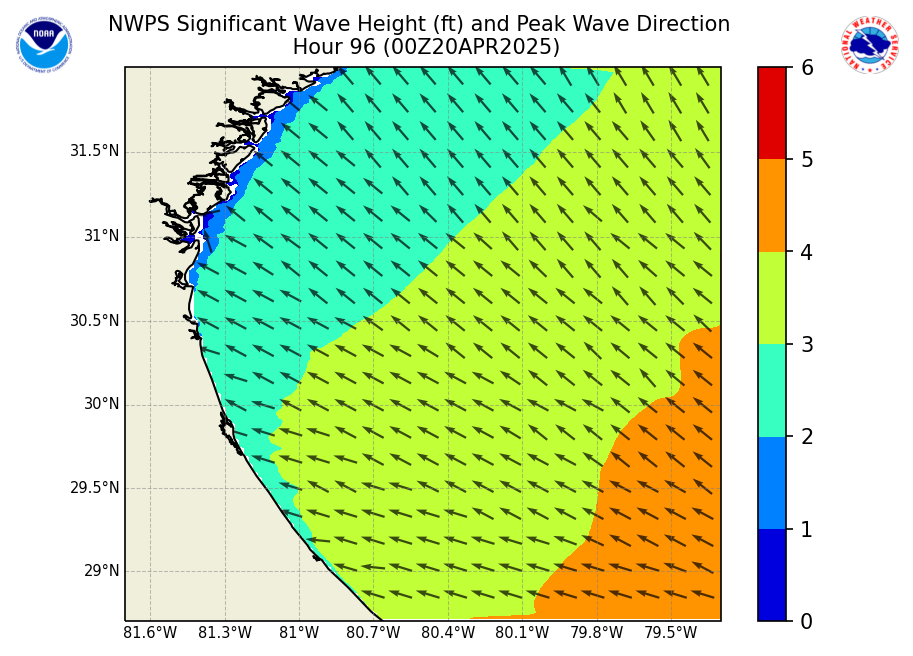 NWPS Significant Wave Height (ft) and Peak Wave Direction
Hour 96 (00Z20APR2025)
NOAA
NATIONAL WEATHER SERVICE
31.5°N
31°N
30.5°N
30°N
29.5°N
29°N
81.6°W 81.3°W 81°W 80.7°W 80.4°W 80.1°W 79.8°W 79.5°W
6
5
4
3
2
1
0